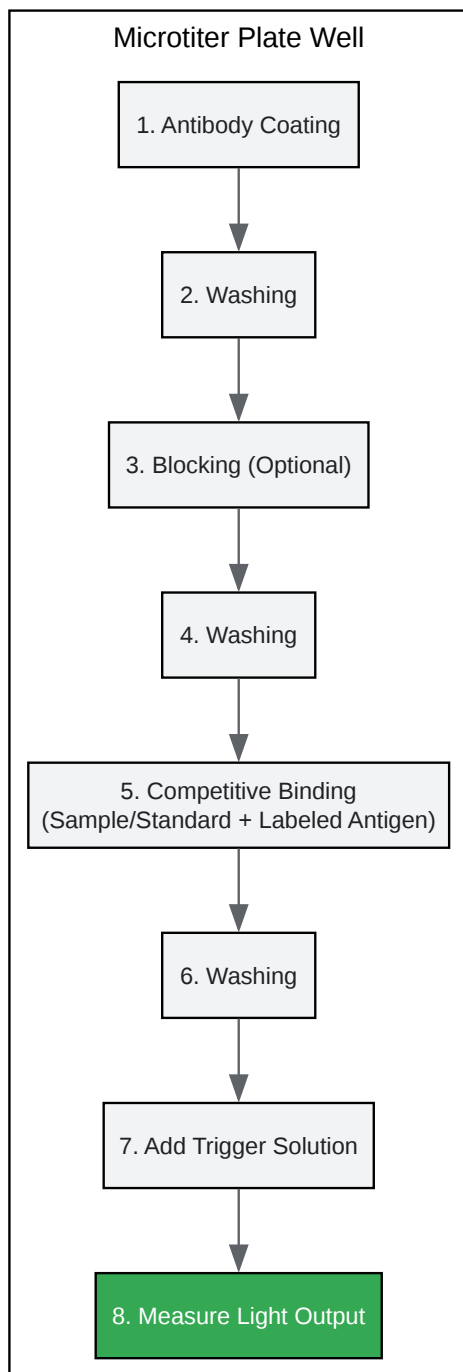 Microtiter Plate Well
1. Antibody Coating
2. Washing
3. Blocking (Optional)
4. Washing
5. Competitive Binding
(Sample/Standard + Labeled Antigen)
6. Washing
7. Add Trigger Solution
8. Measure Light Output